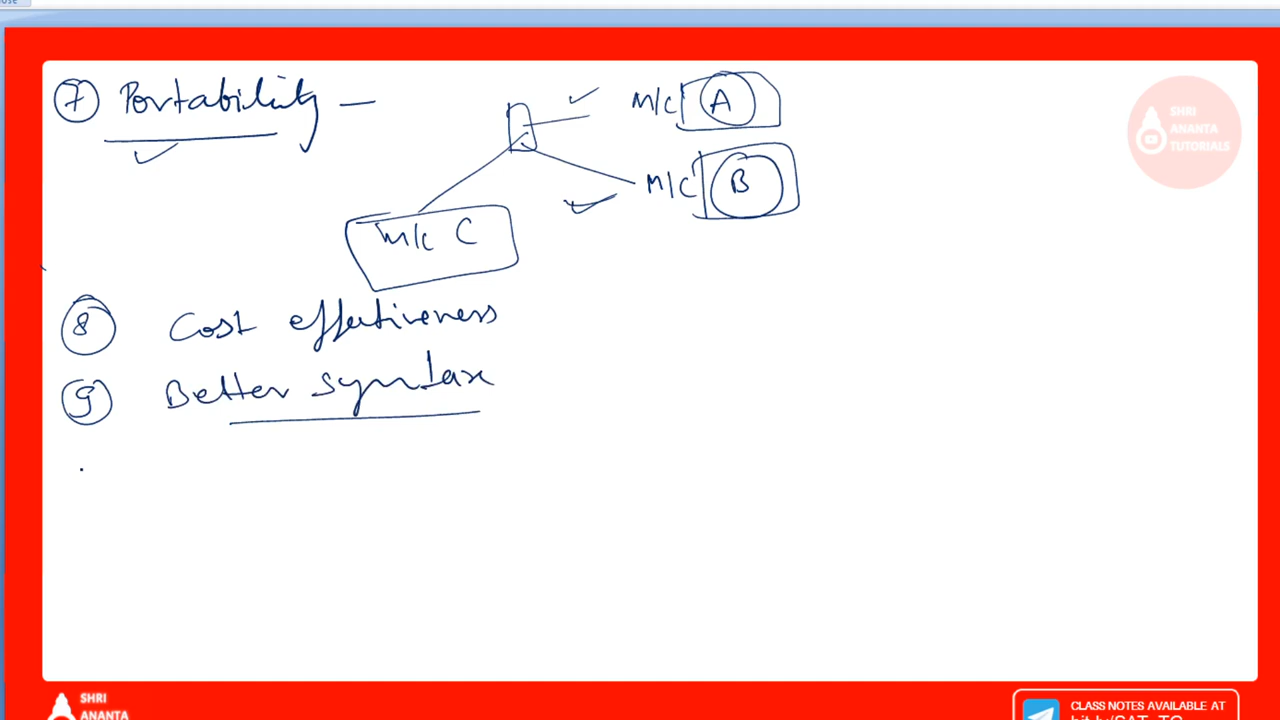 7 Portability —
M/C A
M/C B
M/C C
8 Cost effectiveness
9 Better syntax
SHRI
ANANTA
TUTORIALS
SHRI
ANANTA
CLASS NOTES AVAILABLE AT